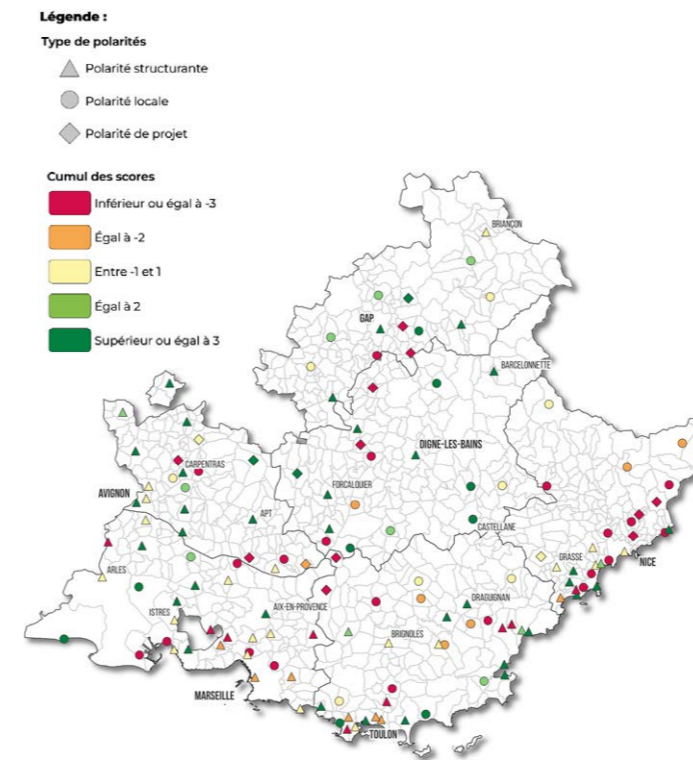 Légende :
Type de polarités
Polarité structurante
Polarité locale
Polarité de projet
Cumul des scores
Inférieur ou égal à -3
Égal à -2
Entre -1 et 1
Égal à 2
Supérieur ou égal à 3
BRIANÇON
GAP
BARCELONNETTE
DIGNE-LES-BAINS
CARPENTRAS
AVIGNON
FORCALQUIER
APT
CASTELLANE
GRASSE
NICE
ARLES
ISTRES
AIX-EN-PROVENCE
DRAGUIGNAN
BRIGNOLES
MARSEILLE
TOULON